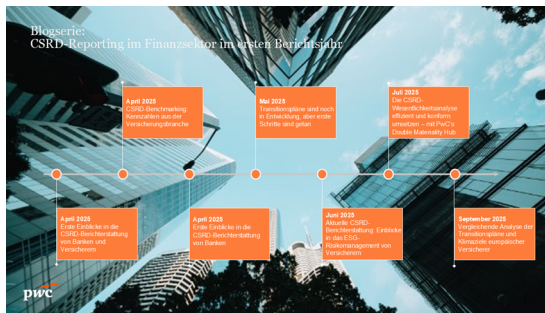 Blogserie:
CSRD-Reporting im Finanzsektor im ersten Berichtsjahr
April 2025
CSRD-Benchmarking
Kennzahlen aus der
Versicherungsbranche
Mai 2025
Transitionspläne sind noch
in Entwicklung, aber erste
Schritte sind getan
Juli 2025
Die CSRD-
Wesentlichkeitsanalyse
effizient und konform
umsetzen – mit PwC's
Double Materiality Hub
April 2025
Erste Einblicke in die
CSRD-Berichterstattung
von Banken und
Versicherern
April 2025
Erste Einblicke in die
CSRD-Berichterstattung
von Banken
Juni 2025
Aktuelle CSRD-
Berichterstattung: Einblicke
in das ESG-
Risikomanagement von
Versicherern
September 2025
Vergleichende Analyse der
Transitionspläne und
Klimaziele europäischer
Versicherer
pwc